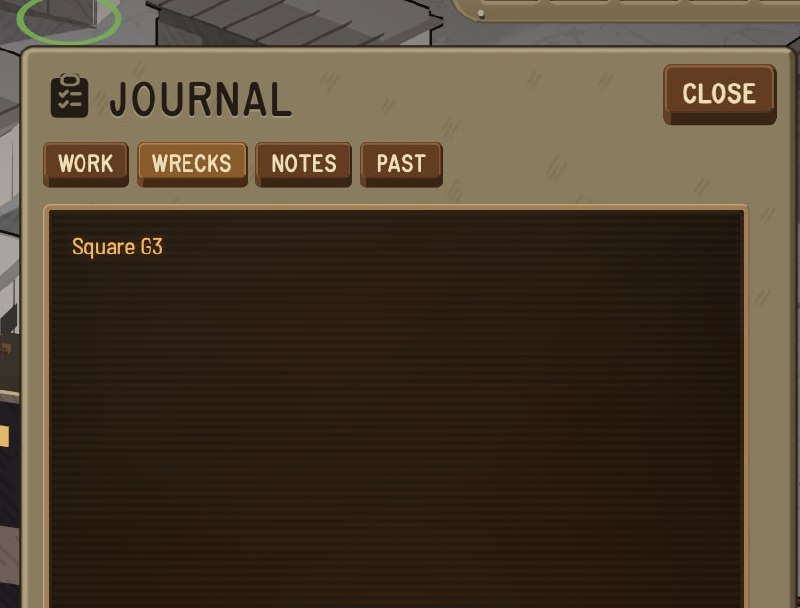 JOURNAL
CLOSE
WORK
WRECKS
NOTES
PAST
Square G3